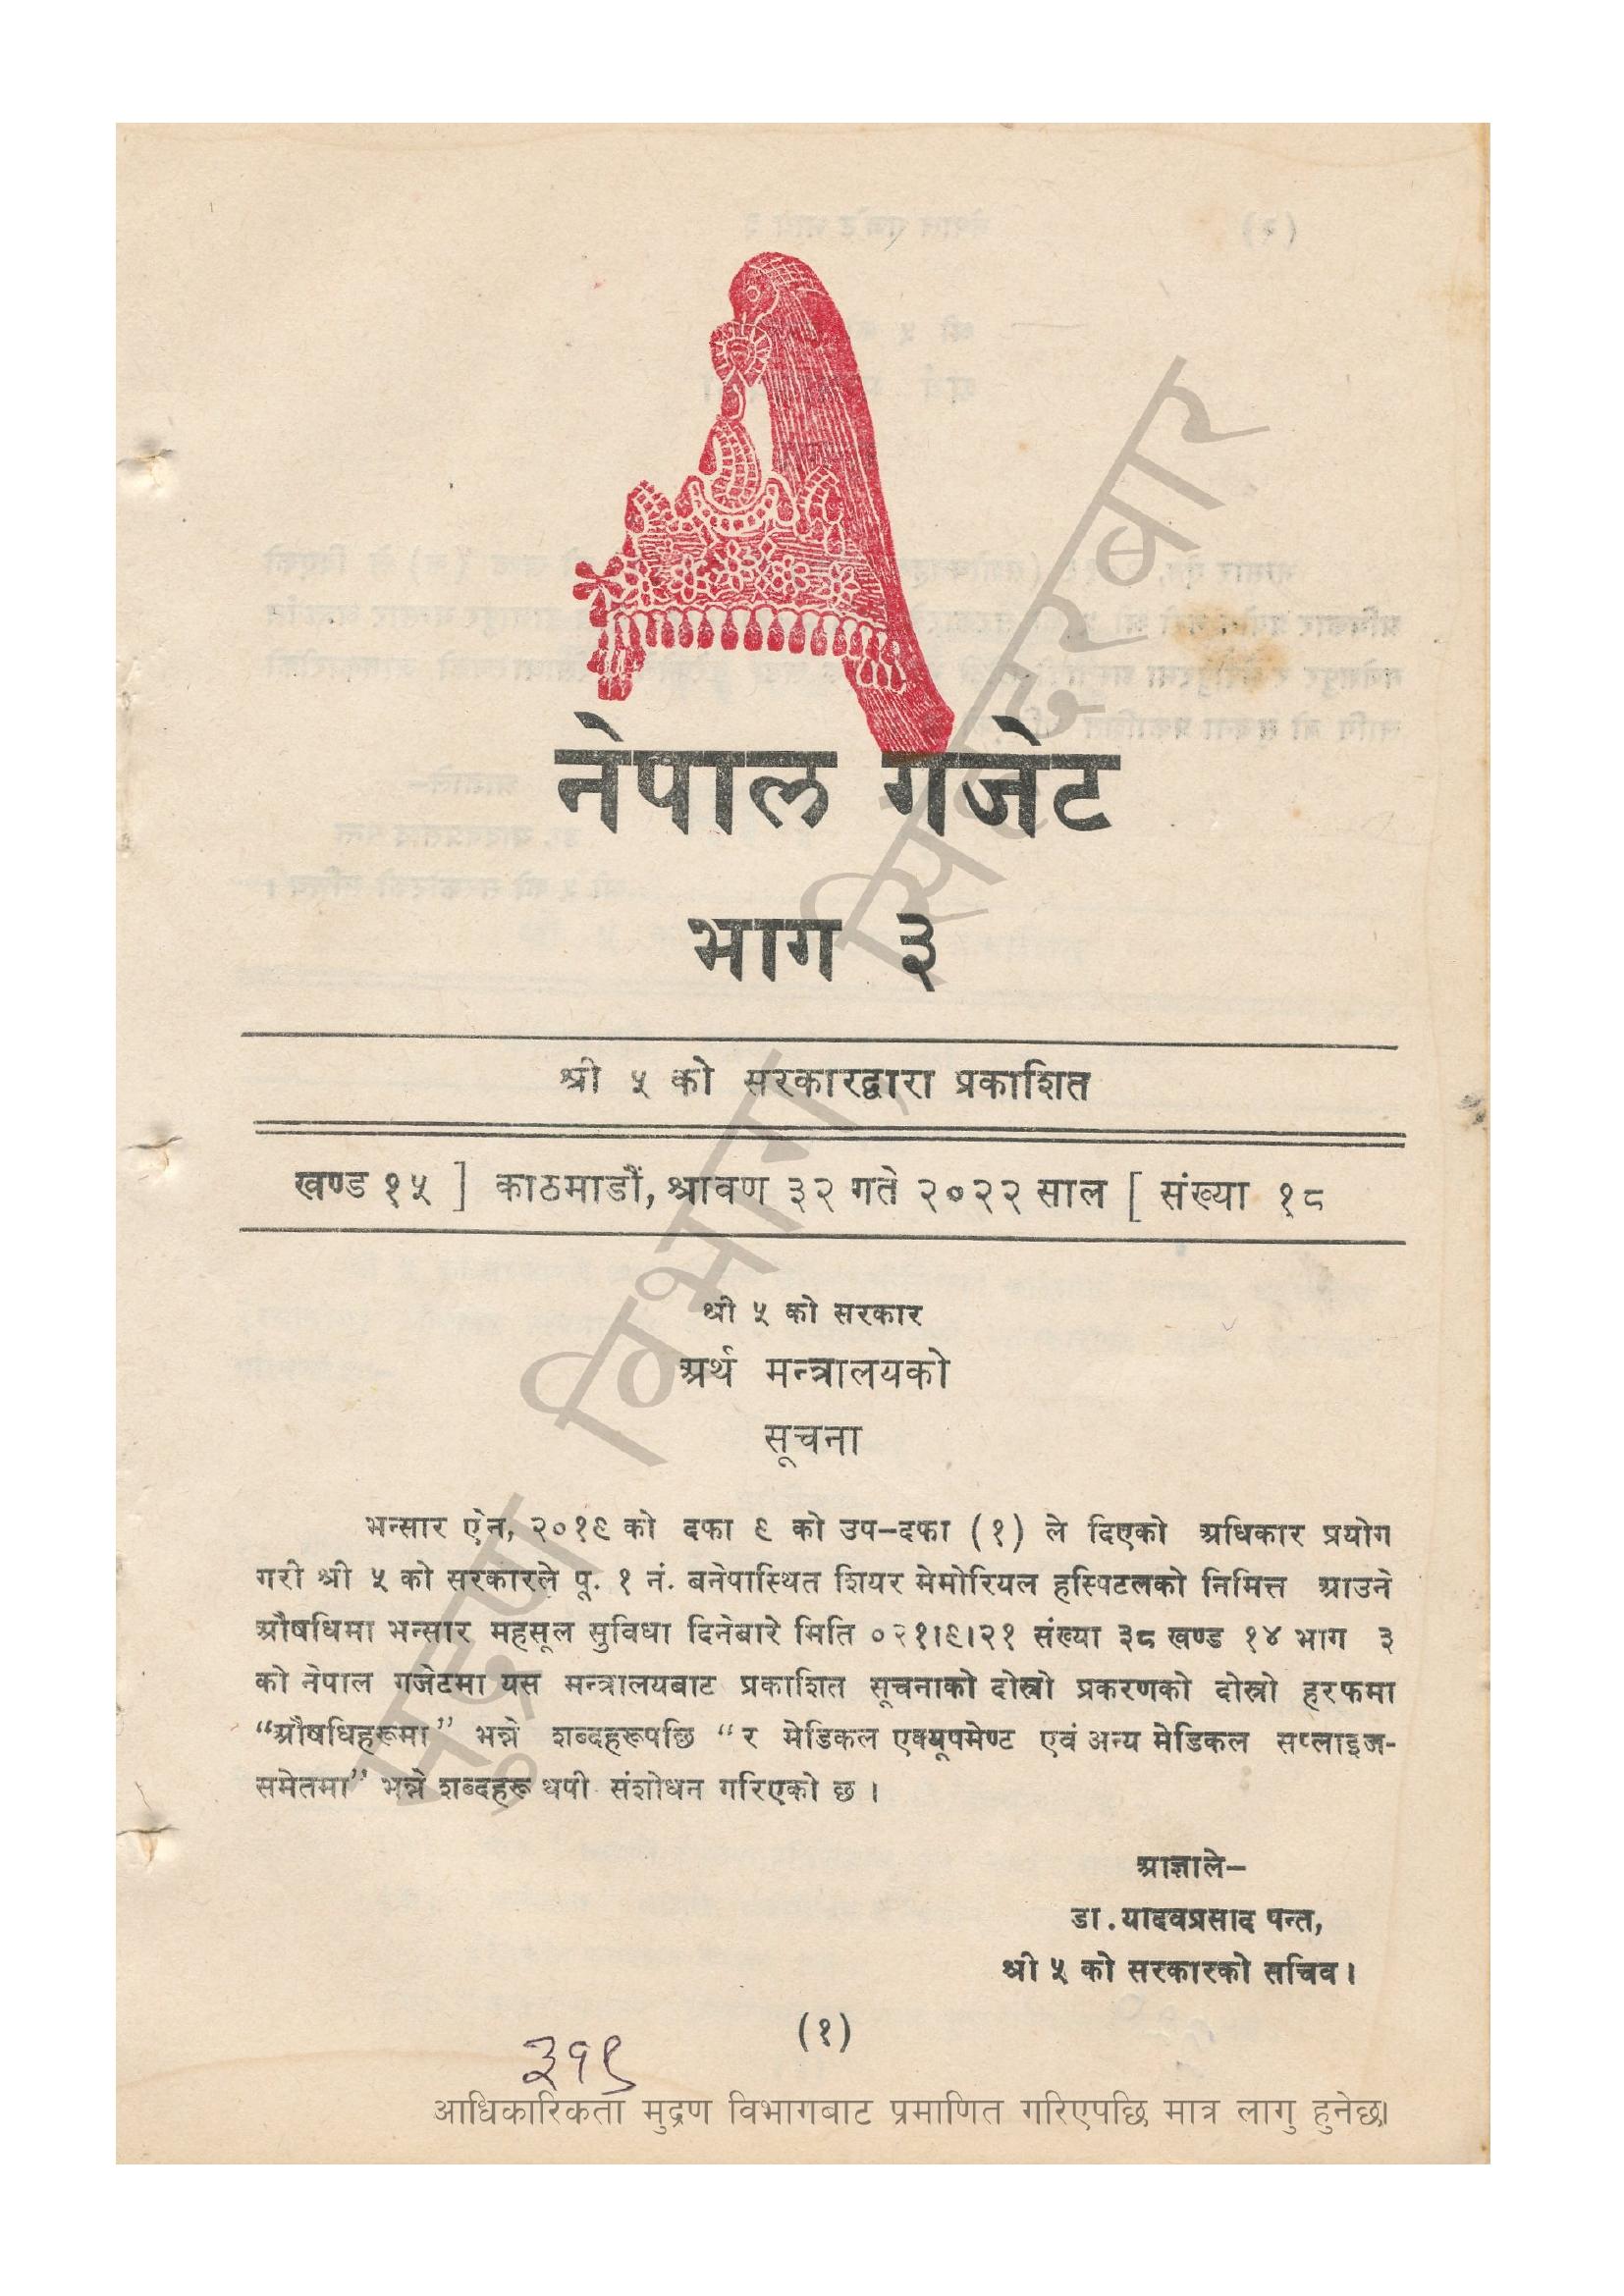 नेपाल गजेट
भाग ३
श्री ५ को सरकारद्वारा प्रकाशित
खण्ड १५ ] काठमाडौं, श्रावण ३२ गते २०२२ साल [ संख्या १८
श्री ५ को सरकार
अर्थ मन्त्रालयको
सूचना
भन्सार ऐन, २०१९ को दफा ९ को उप-दफा (१) ले दिएको अधिकार प्रयोग
गरी श्री ५ को सरकारले पू. १ नं. बनेपास्थित शियर मेमोरियल हस्पिटलको निमित्त आउने
औषधिमा भन्सार महसूल सुविधा दिनेबारे मिति ०२१।९।२१ संख्या ३८ खण्ड १४ भाग ३
को नेपाल गजेटमा यस मन्त्रालयबाट प्रकाशित सूचनाको दोस्रो प्रकरणको दोस्रो हरफमा
“औषधिहरूमा” भन्ने शब्दहरूपछि “र मेडिकल एक्यूपमेण्ट एवं अन्य मेडिकल सप्लाइज-
समेतमा” भन्ने शब्दहरू थपी संशोधन गरिएको छ ।
आज्ञाले-
डा. यादवप्रसाद पन्त,
श्री ५ को सरकारको सचिव ।
(१)
३१९
आधिकारिकता मुद्रण विभागबाट प्रमाणित गरिएपछि मात्र लागु हुनेछ।
मुद्रण विभाग, सिंहदरबार